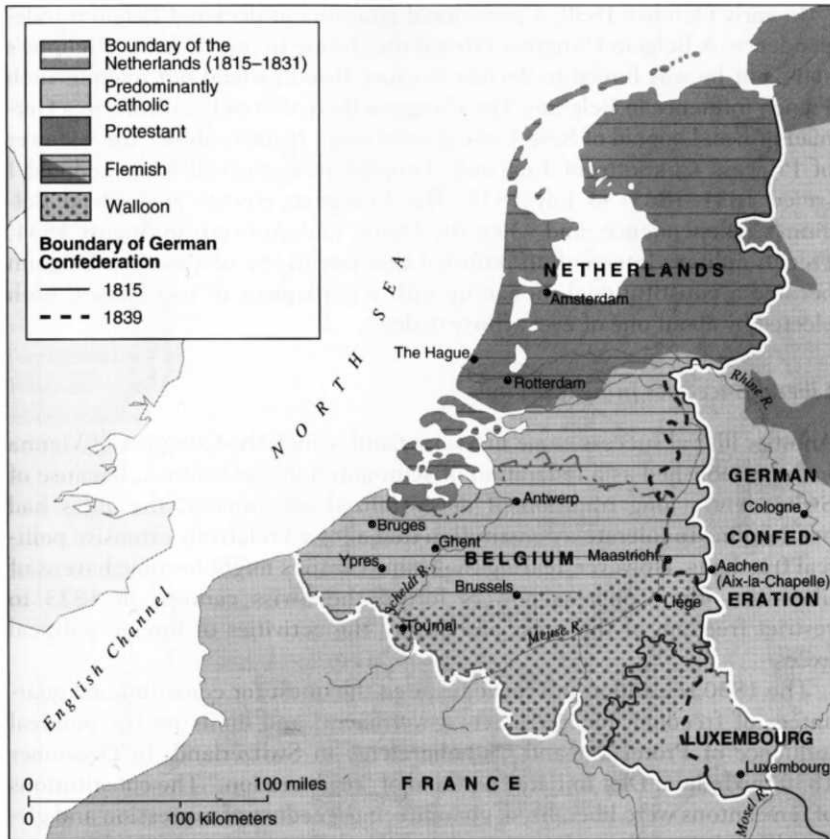 Boundary of the
Netherlands (1815–1831)
Predominantly
Catholic
Protestant
Flemish
Walloon
Boundary of German
Confederation
1815
1839
NORTH SEA
NETHERLANDS
Amsterdam
The Hague
Rotterdam
Rhine R.
GERMAN
Cologne
CONFED-
Aachen
(Aix-la-Chapelle)
ERATION
Antwerp
Bruges
Ghent
BELGIUM
Maastricht
Ypres
Scheldt R.
Brussels
Liège
Tournai
Meuse R.
English Channel
LUXEMBOURG
Luxembourg
Mosel R.
FRANCE
0 100 miles
0 100 kilometers